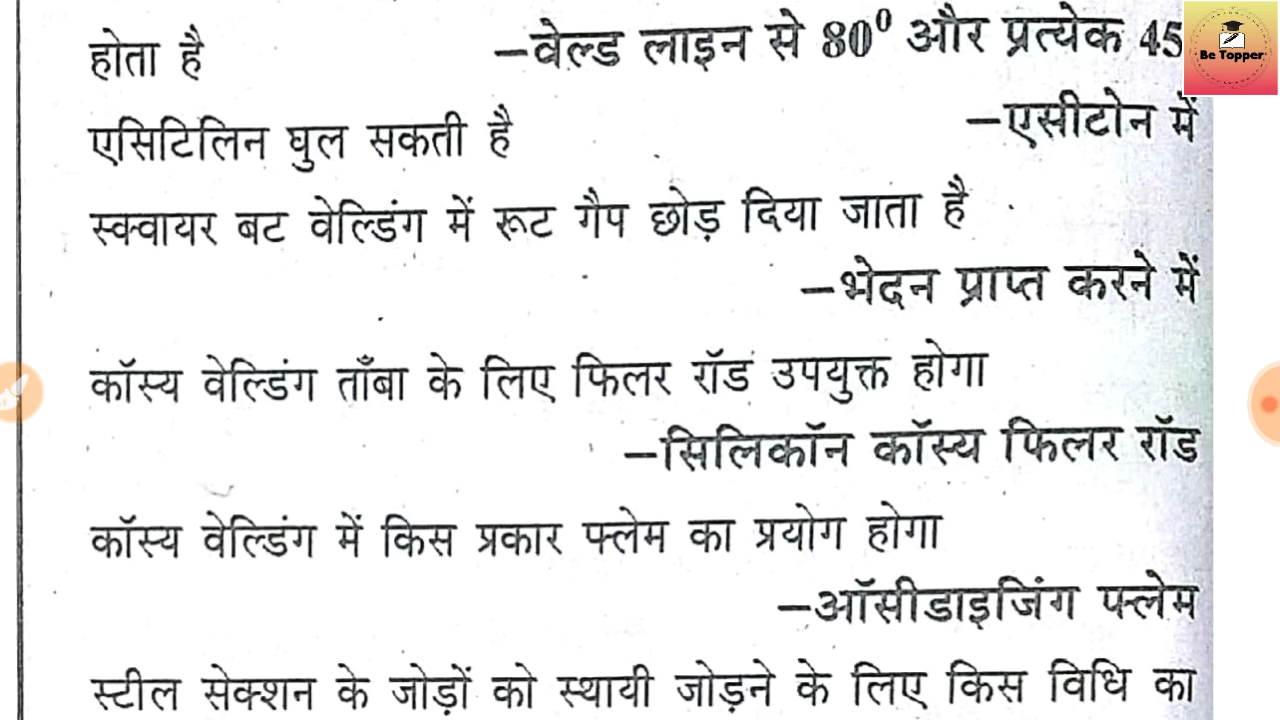 होता है –वेल्ड लाइन से 80⁰ और प्रत्येक 45
Be Topper
एसिटिलिन घुल सकती है –एसीटोन में
स्क्वायर बट वेल्डिंग में रूट गैप छोड़ दिया जाता है
–भेदन प्राप्त करने में
कॉस्य वेल्डिंग ताँबा के लिए फिलर रॉड उपयुक्त होगा
–सिलिकॉन कॉस्य फिलर रॉड
कॉस्य वेल्डिंग में किस प्रकार फ्लेम का प्रयोग होगा
–ऑसीडाइजिंग फ्लेम
स्टील सेक्शन के जोड़ों को स्थायी जोड़ने के लिए किस विधि का